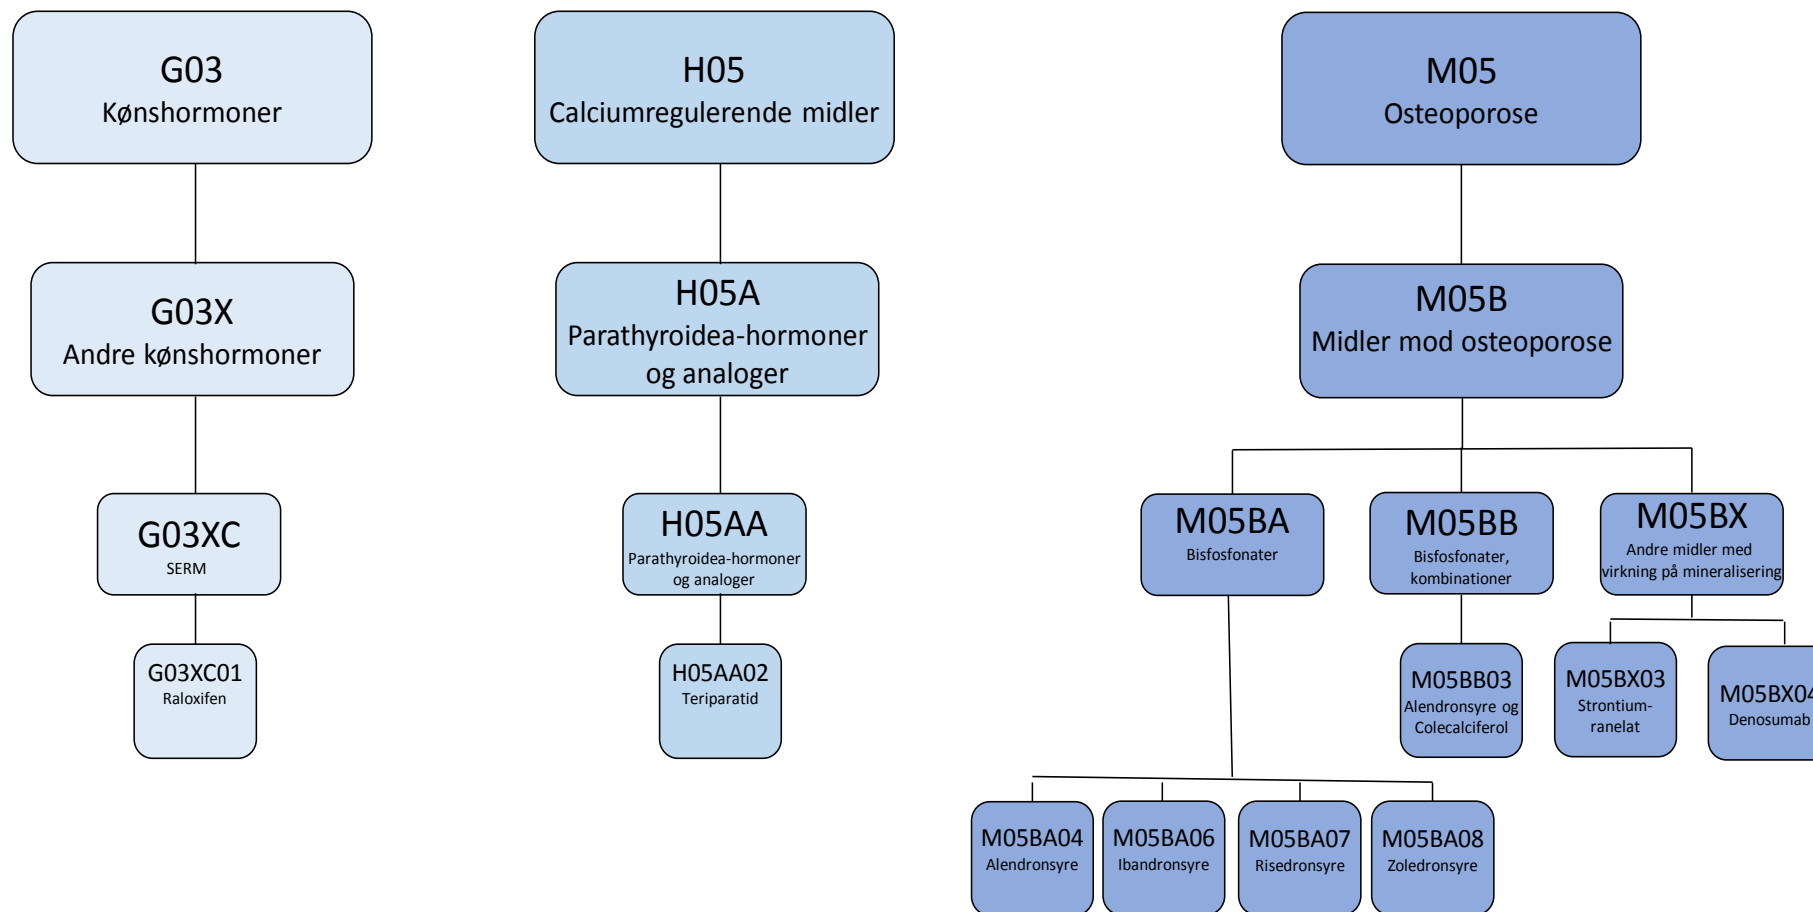 G03
Kønshormoner
H05
Calciumregulerende midler
M05
Osteoporose
G03X
Andre kønshormoner
H05A
Parathyroidea-hormoner
og analoger
M05B
Midler mod osteoporose
G03XC
SERM
H05AA
Parathyroidea-hormoner
og analoger
M05BA
Bisfosfonater
M05BB
Bisfosfonater,
kombinationer
M05BX
Andre midler med
virkning på mineralisering
G03XC01
Raloxifen
H05AA02
Teriparatid
M05BB03
Alendronsyre og
Colecalciferol
M05BX03
Strontium-
ranelat
M05BX04
Denosumab
M05BA04
Alendronsyre
M05BA06
Ibandronsyre
M05BA07
Risedronsyre
M05BA08
Zoledronsyre